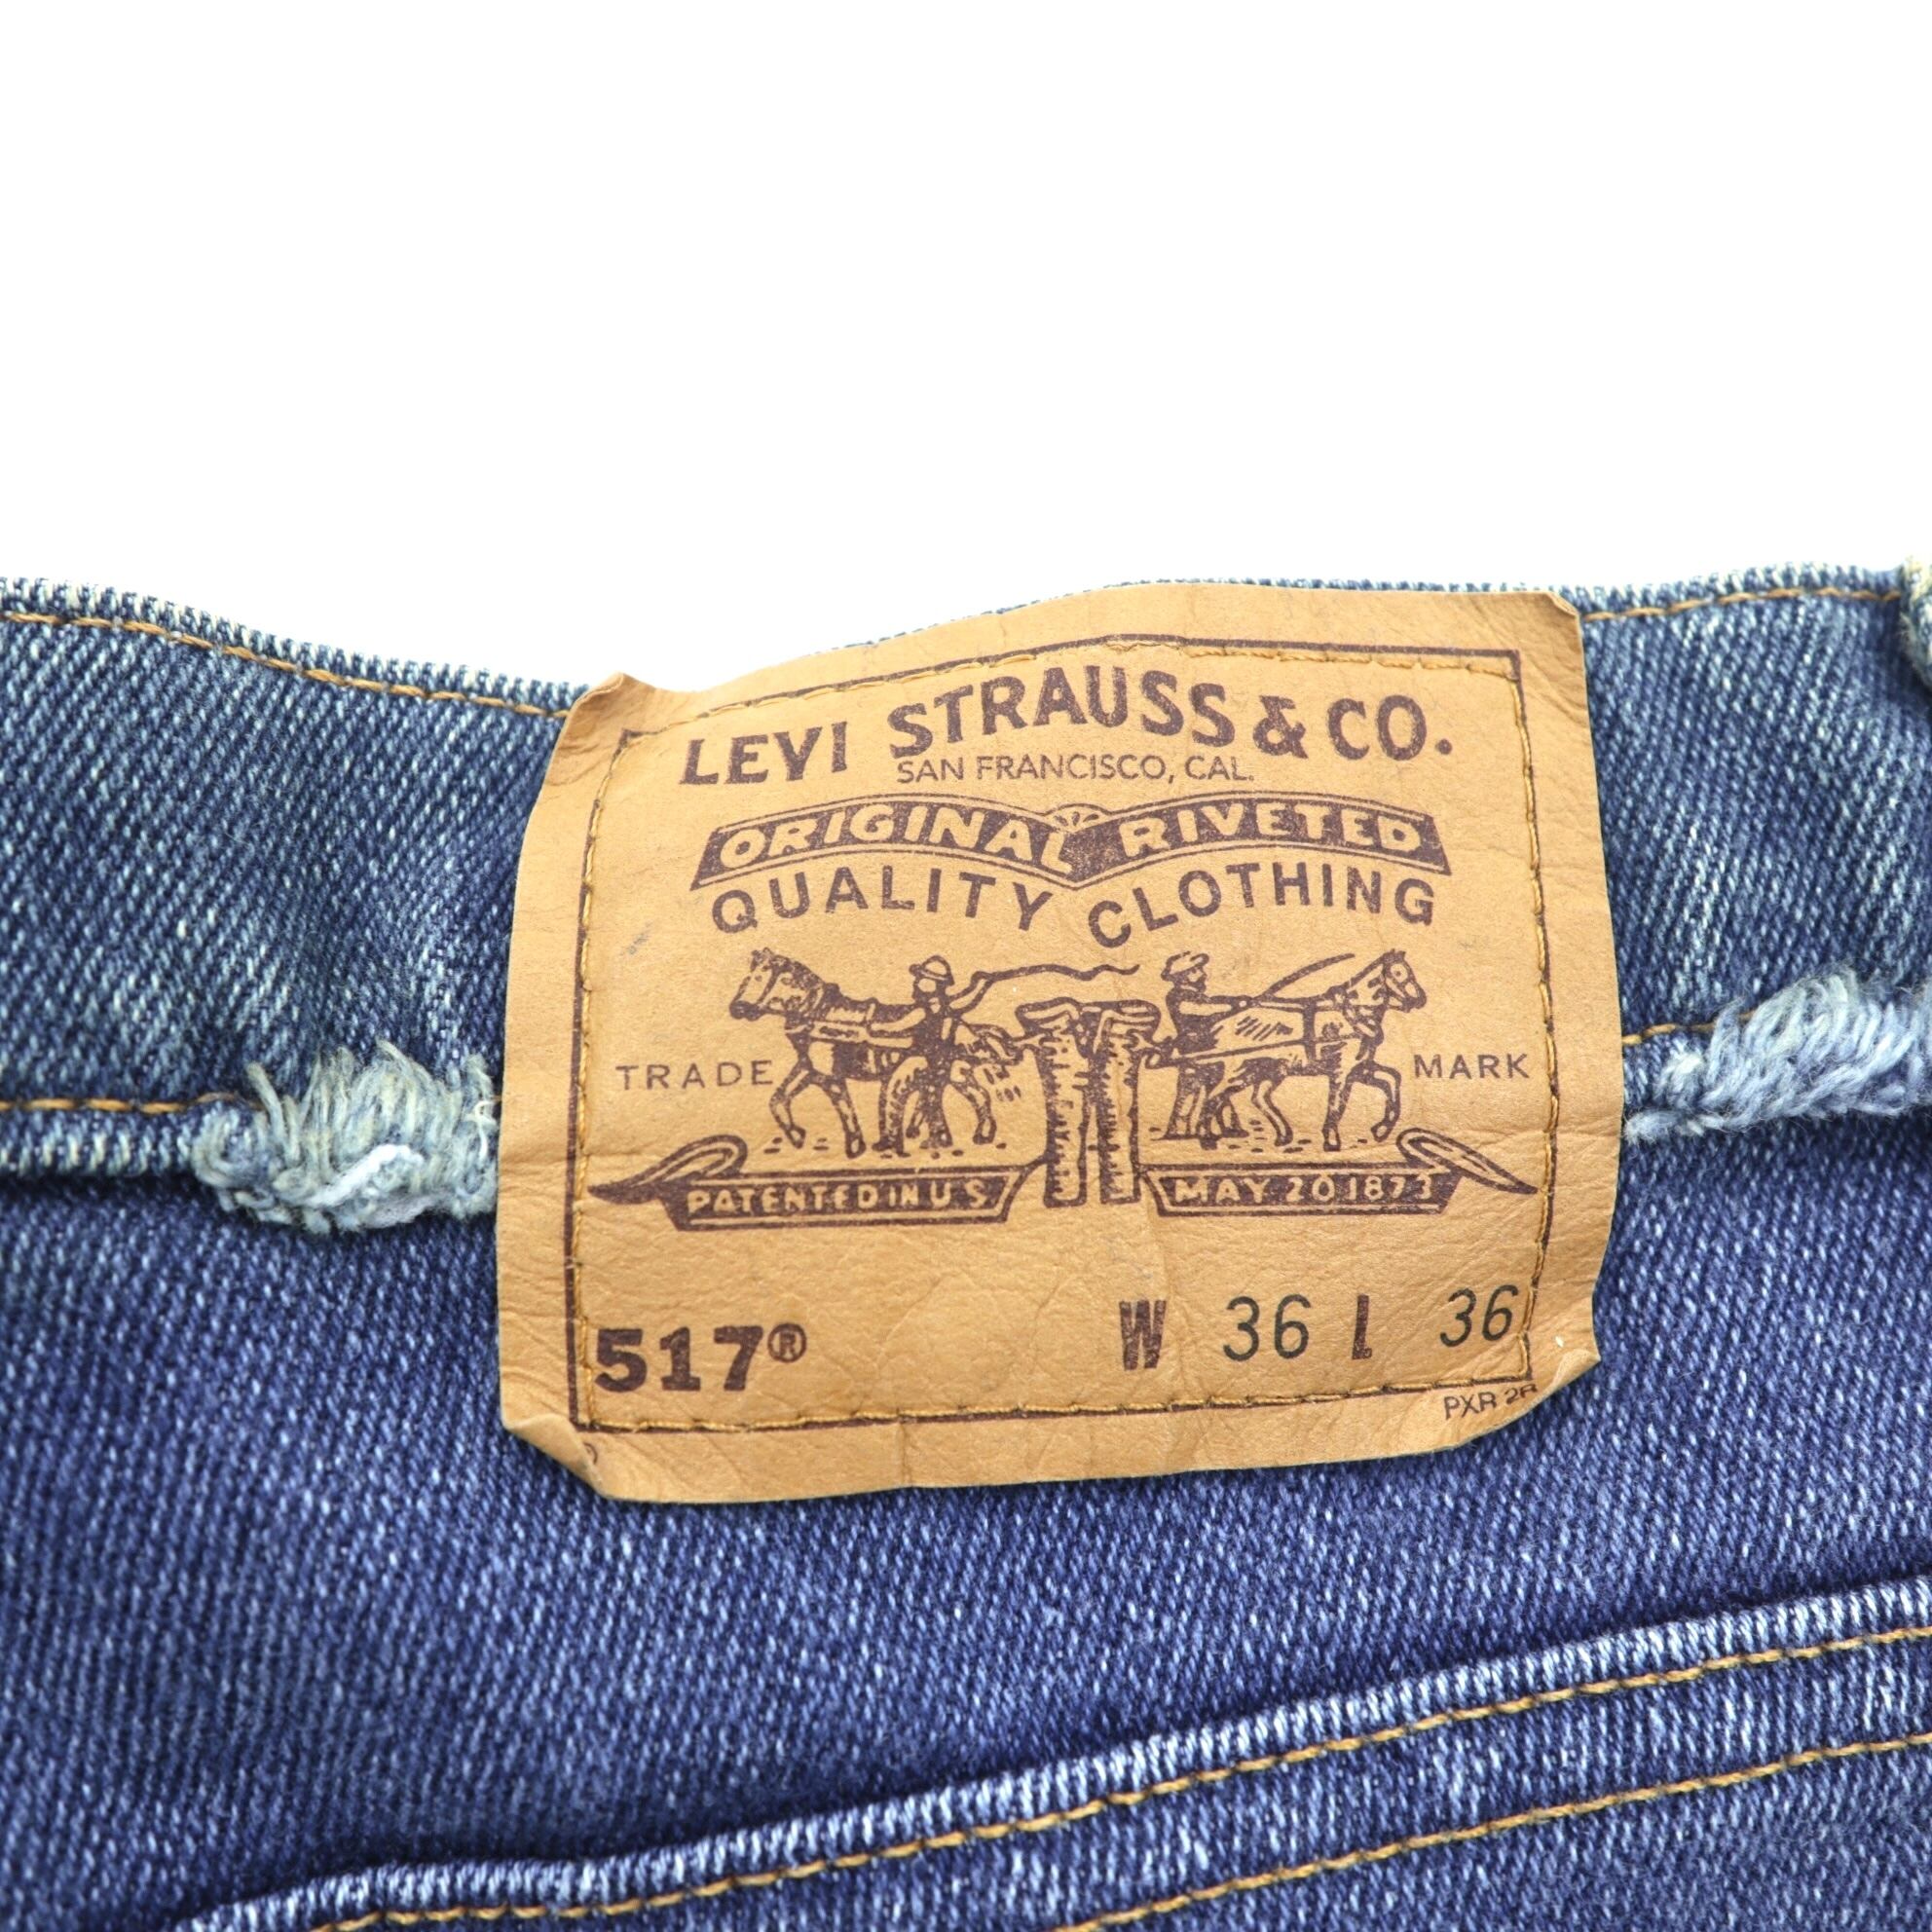 LEVI STRAUSS & CO.
SAN FRANCISCO, CAL.
ORIGINAL RIVETED
QUALITY CLOTHING
TRADE MARK
PATENTED IN U S MAY 20 1873
517® W 36 L 36
PXR